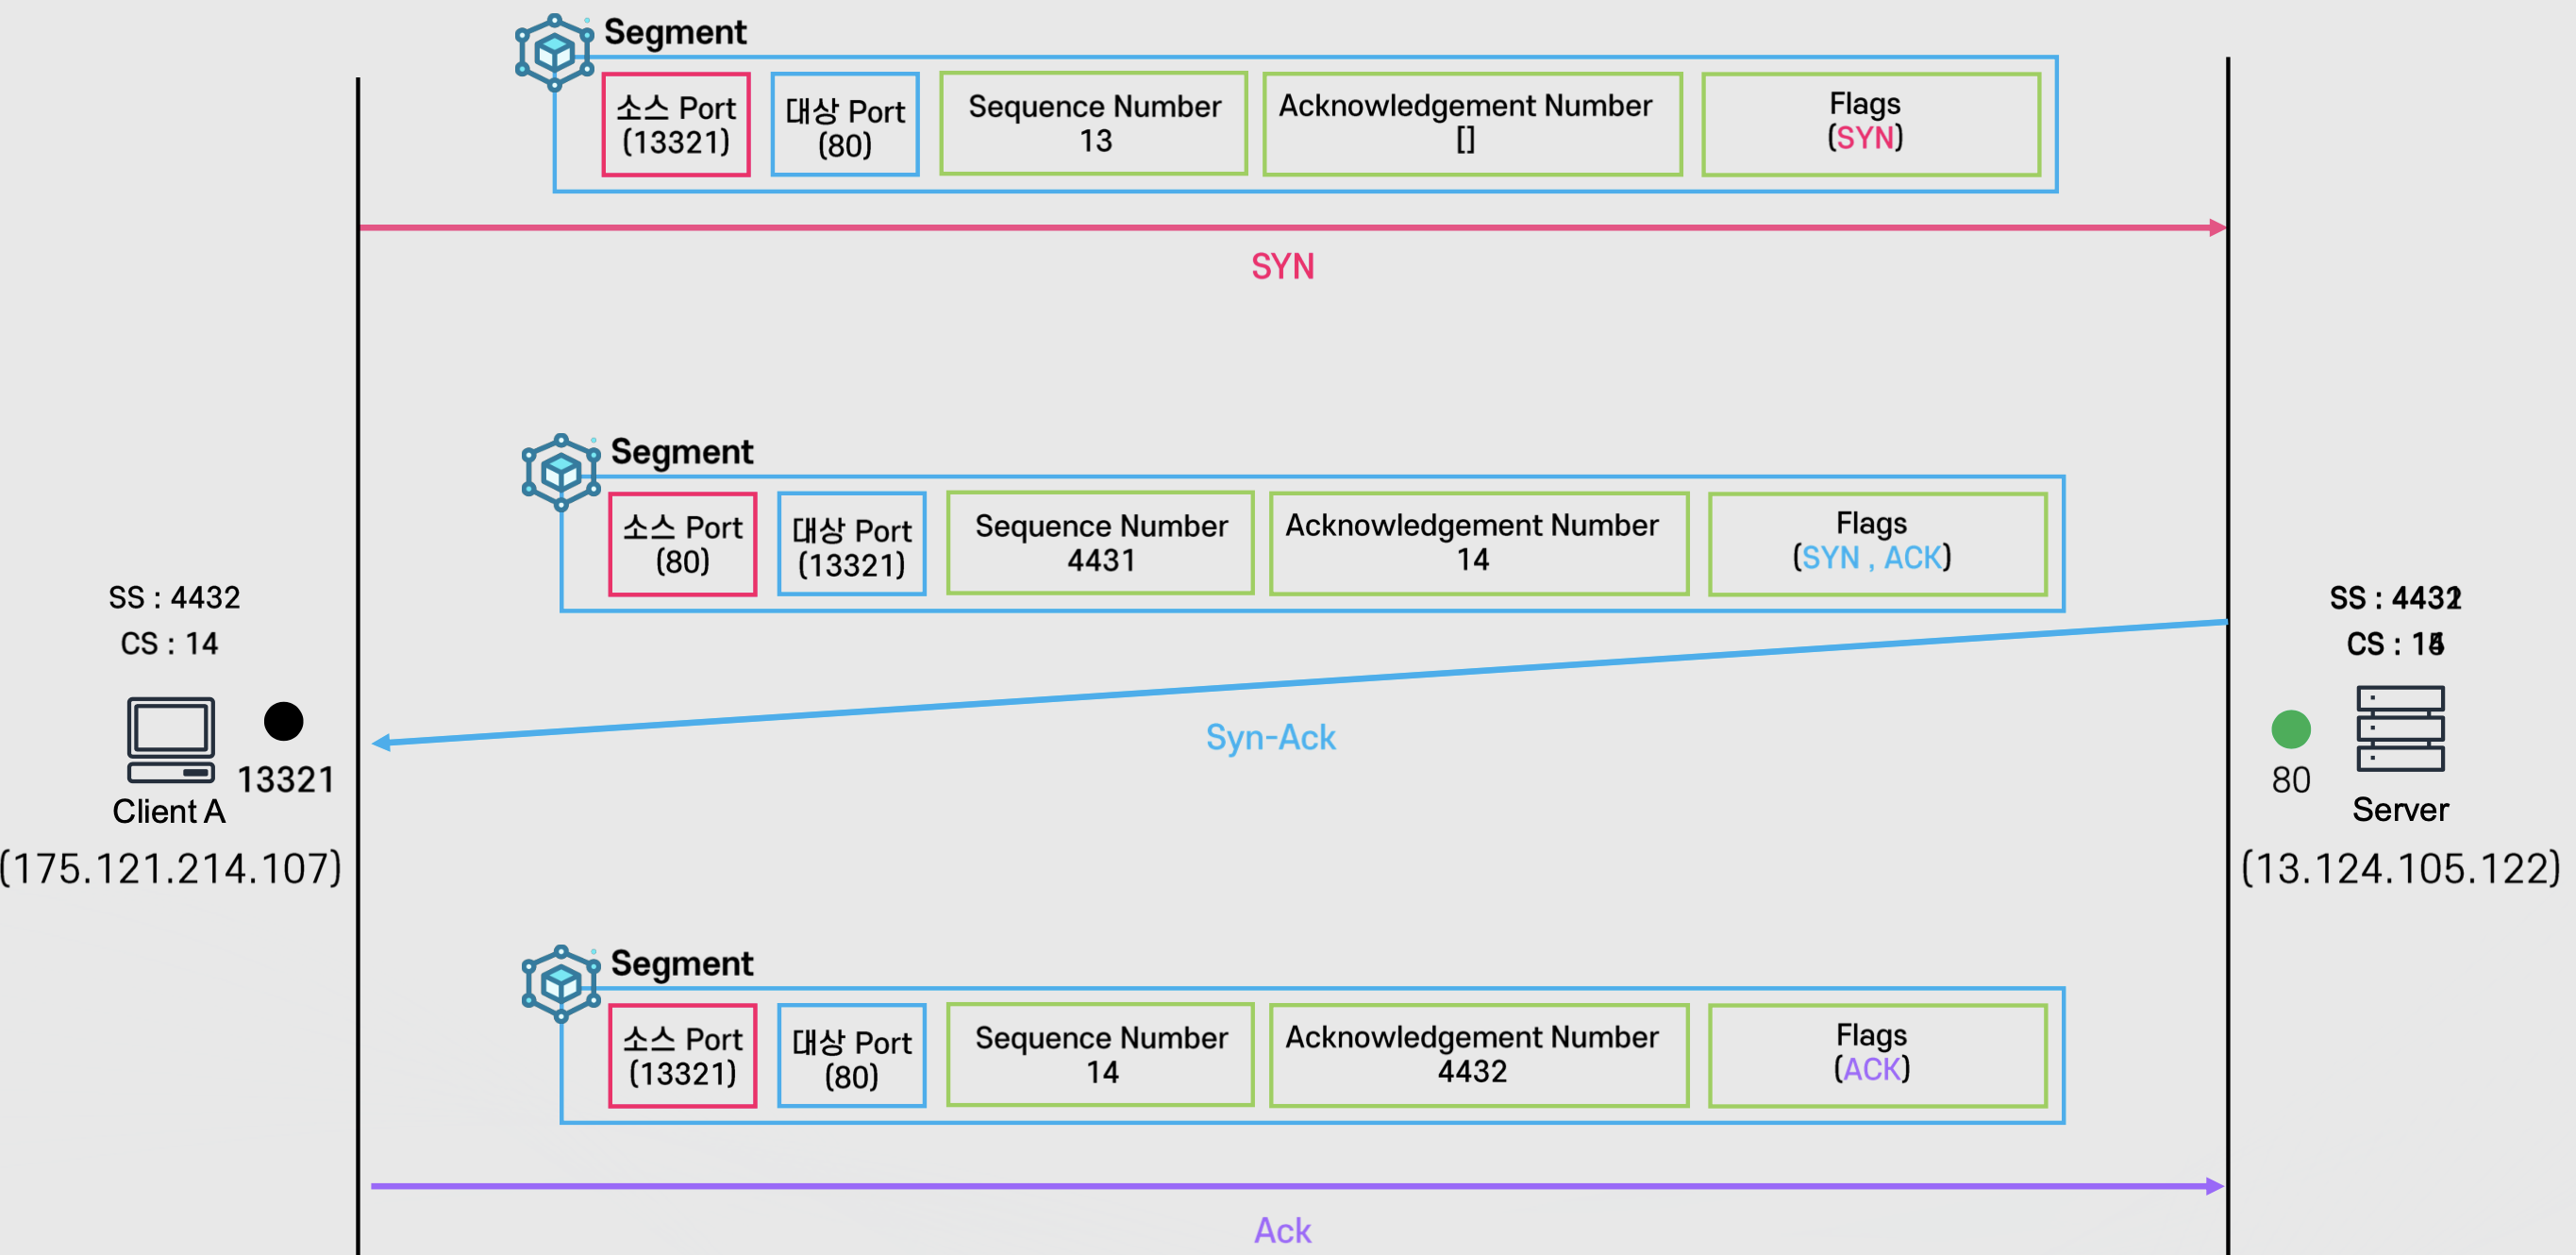 Segment
소스 Port
(13321)
대상 Port
(80)
Sequence Number
13
Acknowledgement Number
[]
Flags
(SYN)
SYN
Segment
소스 Port
(80)
대상 Port
(13321)
Sequence Number
4431
Acknowledgement Number
14
Flags
(SYN , ACK)
SS : 4432
CS : 14
SS :
CS :
Syn-Ack
13321
Client A
(175.121.214.107)
80
Server
(13.124.105.122)
Segment
소스 Port
(13321)
대상 Port
(80)
Sequence Number
14
Acknowledgement Number
4432
Flags
(ACK)
Ack